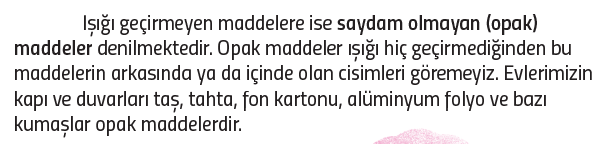 Işığı geçirmeyen maddelere ise saydam olmayan (opak)
maddeler denilmektedir. Opak maddeler ışığı hiç geçirmediğinden bu
maddelerin arkasında ya da içinde olan cisimleri göremeyiz. Evlerimizin
kapı ve duvarları taş, tahta, fon kartonu, alüminyum folyo ve bazı
kumaşlar opak maddelerdir.